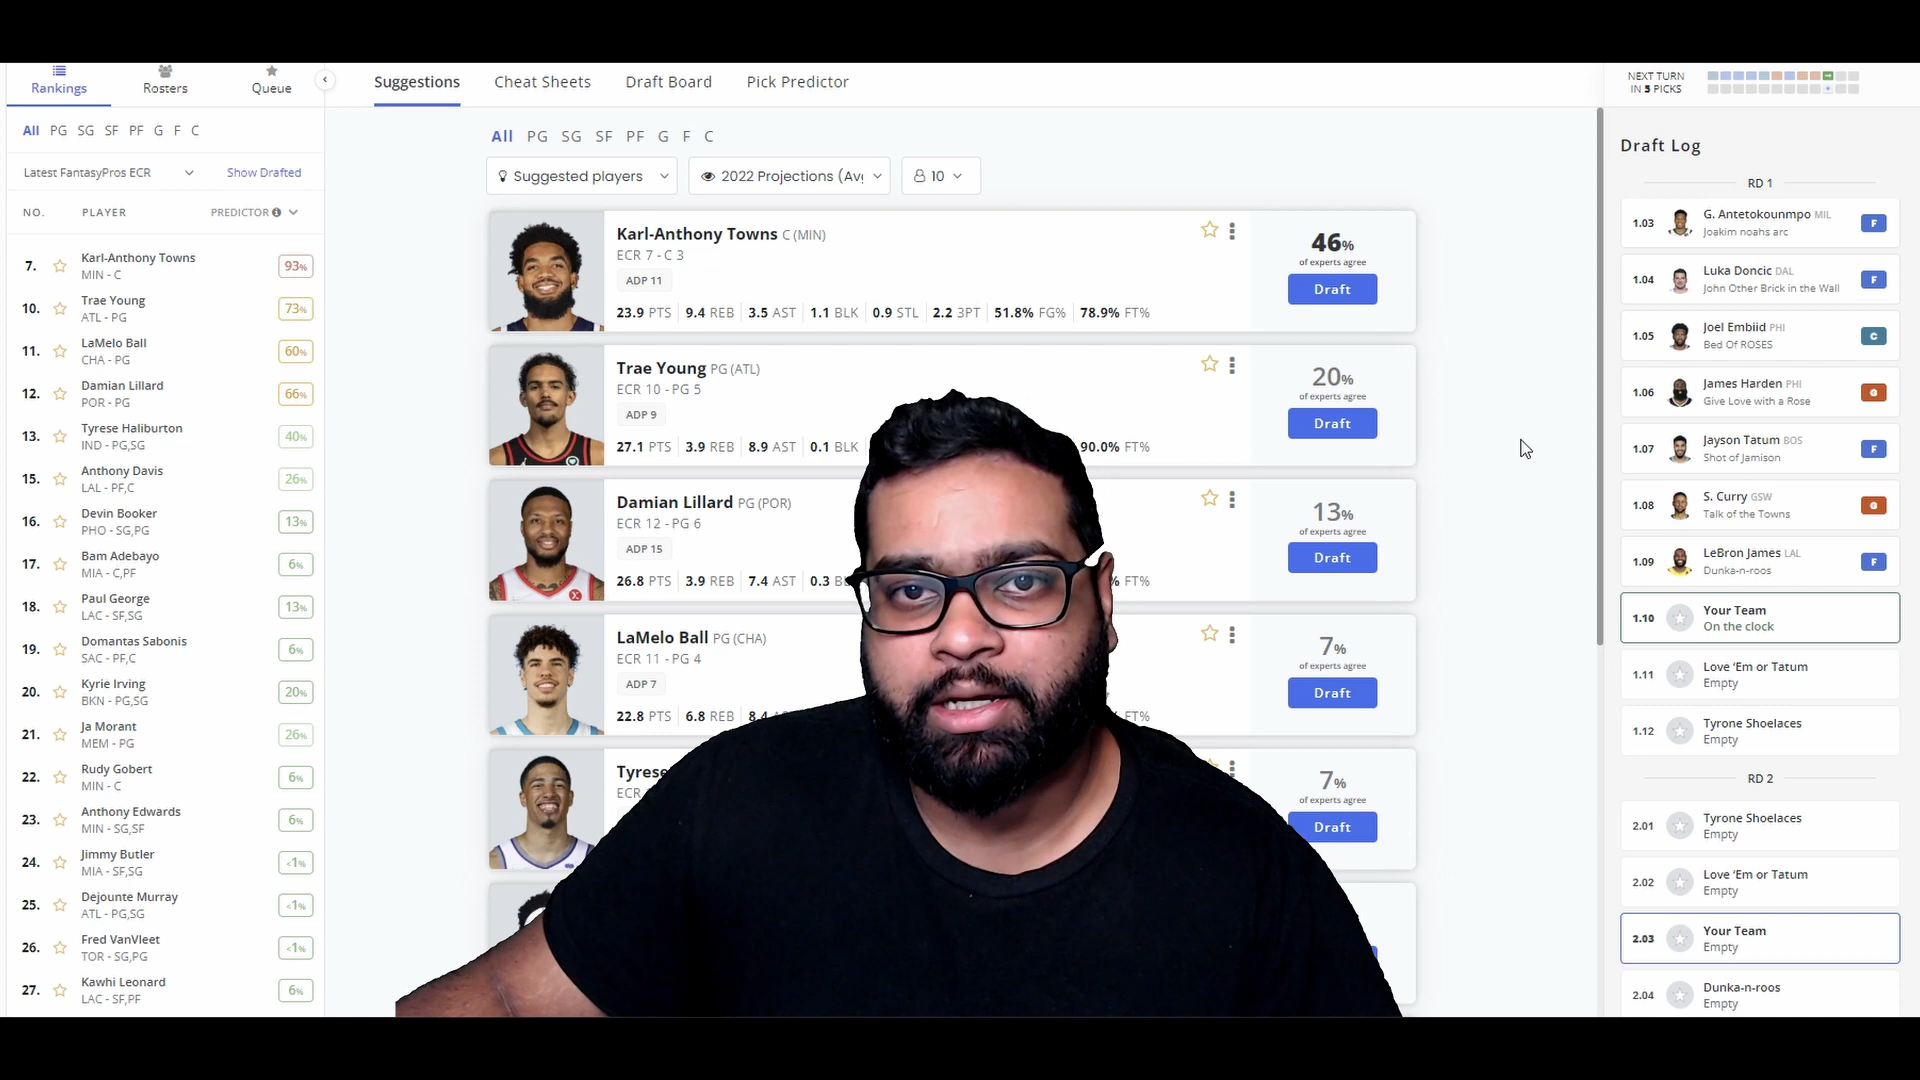 Rankings
Rosters
Queue
All PG SG SF PF G F C
Latest FantasyPros ECR
Show Drafted
NO. PLAYER PREDICTOR
7. Karl-Anthony Towns 93%
MIN - C
10. Trae Young 73%
ATL - PG
11. LaMelo Ball 60%
CHA - PG
12. Damian Lillard 66%
POR - PG
13. Tyrese Haliburton 40%
IND - PG,SG
15. Anthony Davis 26%
LAL - PF,C
16. Devin Booker 13%
PHO - SG,PG
17. Bam Adebayo 6%
MIA - C,PF
18. Paul George 13%
LAC - SF,SG
19. Domantas Sabonis 6%
SAC - PF,C
20. Kyrie Irving 20%
BKN - PG,SG
21. Ja Morant 26%
MEM - PG
22. Rudy Gobert 6%
MIN - C
23. Anthony Edwards 6%
MIN - SG,SF
24. Jimmy Butler <1%
MIA - SF,SG
25. Dejounte Murray <1%
ATL - PG,SG
26. Fred VanVleet <1%
TOR - SG,PG
27. Kawhi Leonard 6%
LAC - SF,PF
Suggestions Cheat Sheets Draft Board Pick Predictor
All PG SG SF PF G F C
Suggested players
2022 Projections (Av
10
Karl-Anthony Towns C (MIN)
ECR 7 - C 3
ADP 11
23.9 PTS 9.4 REB 3.5 AST 1.1 BLK 0.9 STL 2.2 3PT 51.8% FG% 78.9% FT%
46%
of experts agree
Draft
Trae Young PG (ATL)
ECR 10 - PG 5
ADP 9
27.1 PTS 3.9 REB 8.9 AST 0.1 BLK 90.0% FT%
20%
of experts agree
Draft
Damian Lillard PG (POR)
ECR 12 - PG 6
ADP 15
26.8 PTS 3.9 REB 7.4 AST 0.3 % FT%
13%
of experts agree
Draft
LaMelo Ball PG (CHA)
ECR 11 - PG 4
ADP 7
22.8 PTS 6.8 REB 8.4 FT%
7%
of experts agree
Draft
Tyrese
ECR
7%
of experts agree
Draft
NEXT TURN
IN 5 PICKS
Draft Log
RD 1
1.03 G. Antetokounmpo MIL F
Joakim noahs arc
1.04 Luka Doncic DAL F
John Other Brick in the Wall
1.05 Joel Embiid PHI C
Bed Of ROSES
1.06 James Harden PHI G
Give Love with a Rose
1.07 Jayson Tatum BOS F
Shot of Jamison
1.08 S. Curry GSW G
Talk of the Towns
1.09 LeBron James LAL F
Dunka-n-roos
1.10 Your Team
On the clock
1.11 Love 'Em or Tatum
Empty
1.12 Tyrone Shoelaces
Empty
RD 2
2.01 Tyrone Shoelaces
Empty
2.02 Love 'Em or Tatum
Empty
2.03 Your Team
Empty
2.04 Dunka-n-roos
Empty